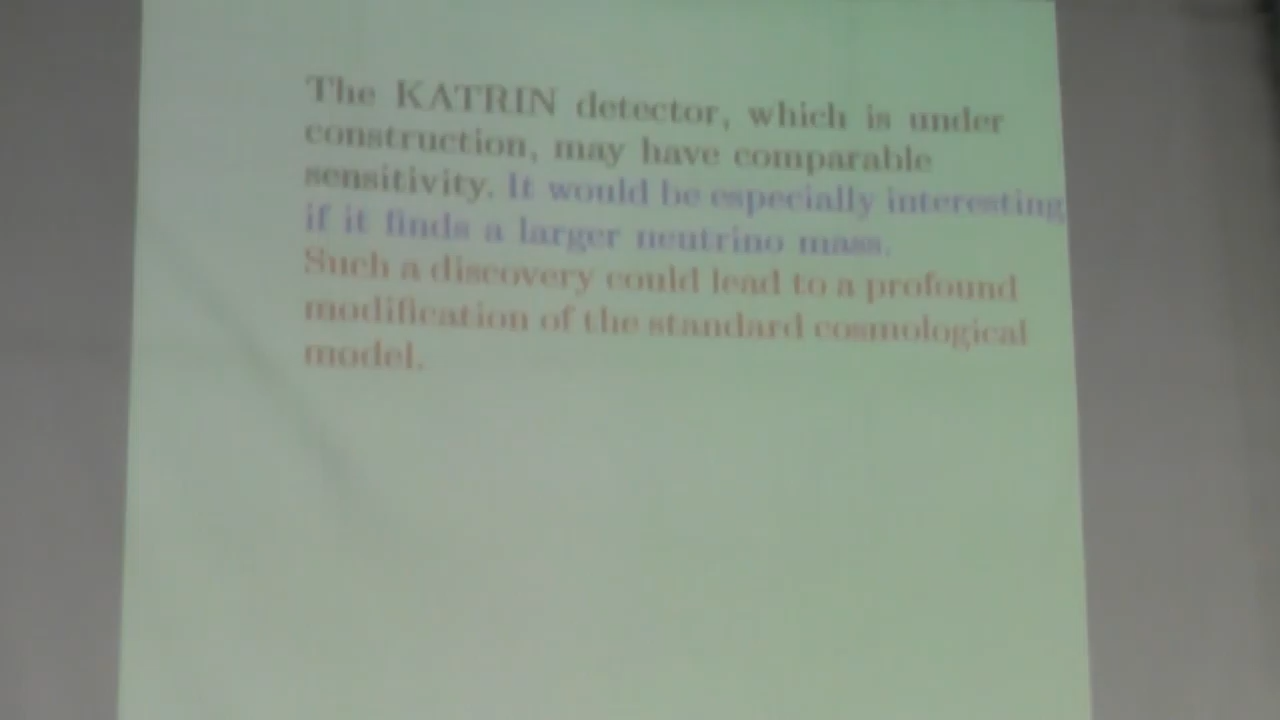 The KATRIN detector, which is under
construction, may have comparable
sensitivity. It would be especially interesting
if it finds a larger neutrino mass.
Such a discovery could lead to a profound
modification of the standard cosmological
model.